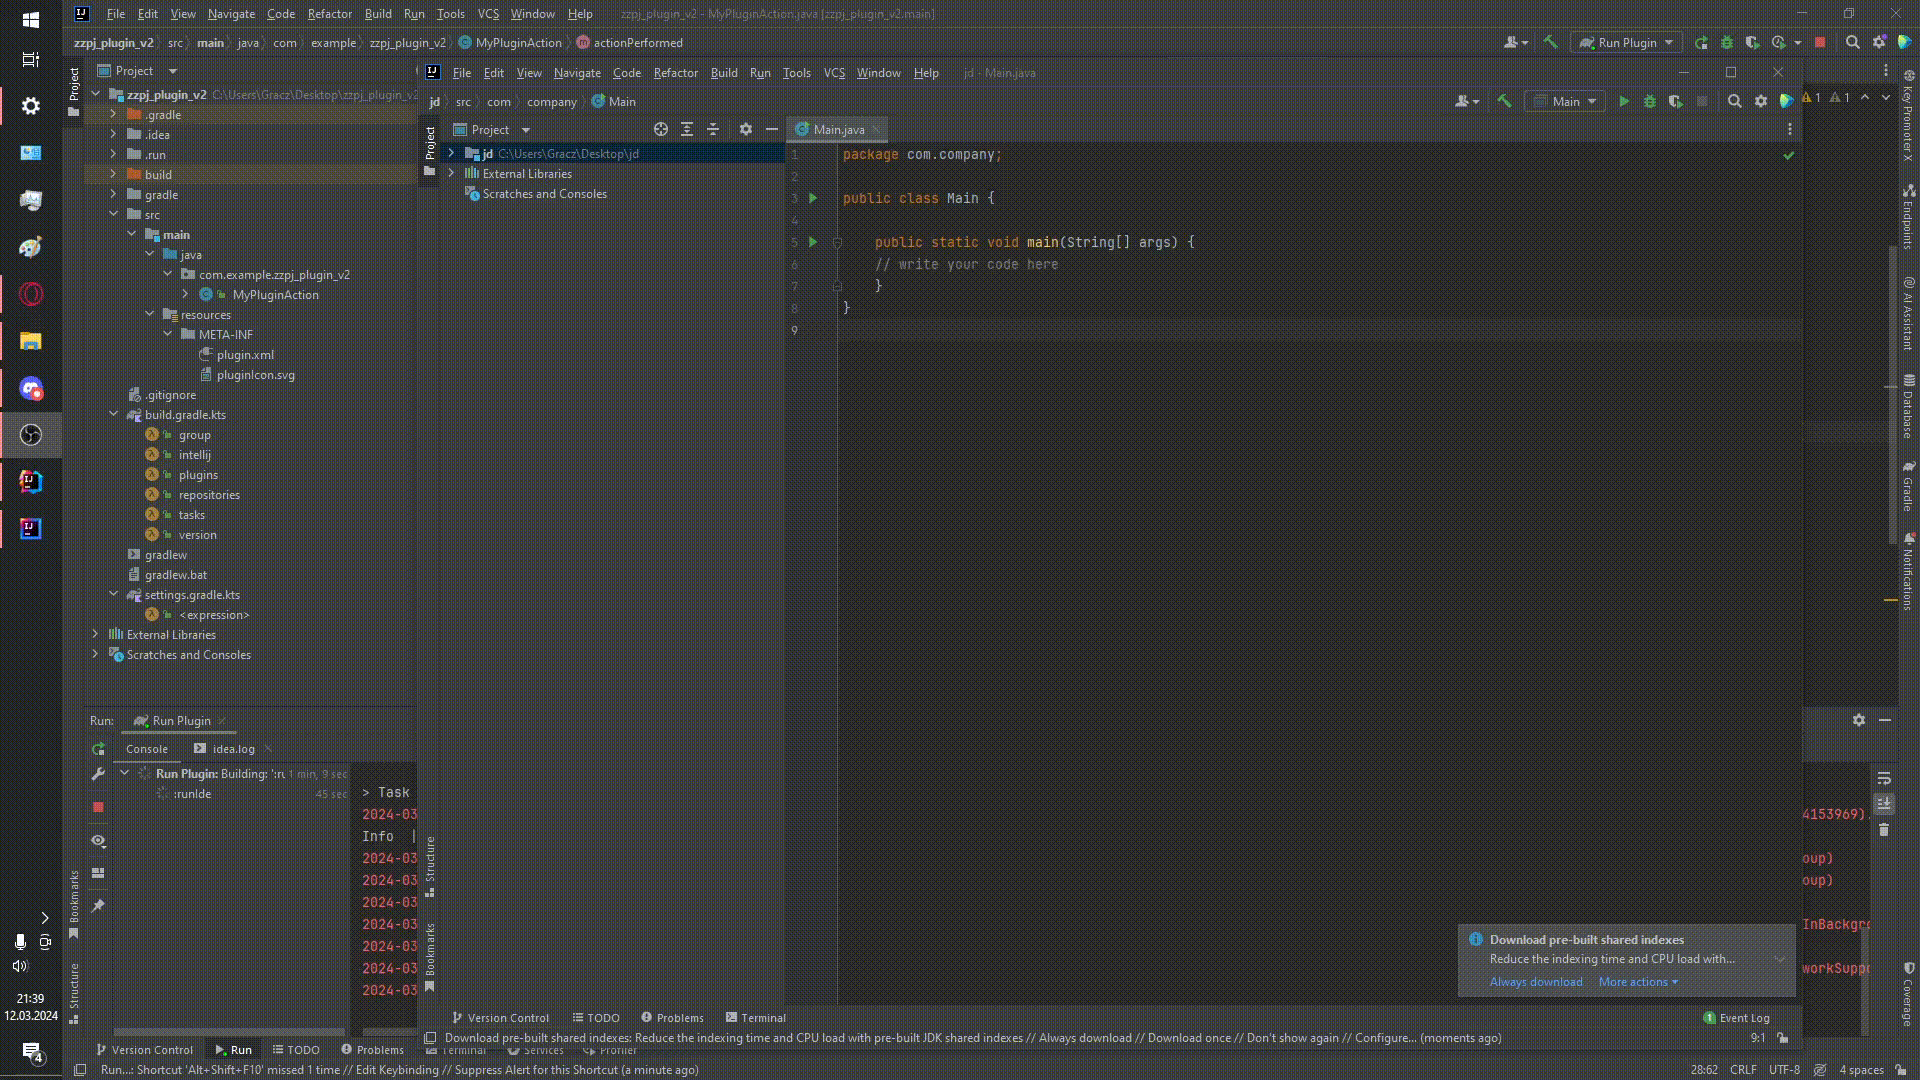 File Edit View Navigate Code Refactor Build Run Tools VCS Window Help zzpj_plugin_v2 - MyPluginAction.java [zzpj_plugin_v2.main]
zzpj_plugin_v2 src main java com example zzpj_plugin_v2 MyPluginAction actionPerformed Run Plugin
Project
Project
zzpj_plugin_v2 C:\Users\Gracz\Desktop\zzpj_plugin_v2
.gradle
.idea
.run
build
gradle
src
main
java
com.example.zzpj_plugin_v2
MyPluginAction
resources
META-INF
plugin.xml
pluginIcon.svg
.gitignore
build.gradle.kts
group
intellij
plugins
repositories
tasks
version
gradlew
gradlew.bat
settings.gradle.kts
<expression>
External Libraries
Scratches and Consoles
File Edit View Navigate Code Refactor Build Run Tools VCS Window Help jd - Main.java
jd src com company Main Main
Project
Project
jd C:\Users\Gracz\Desktop\jd
External Libraries
Scratches and Consoles
Main.java
1 package com.company;
2
3 public class Main {
4
5 public static void main(String[] args) {
6 // write your code here
7 }
8 }
9
1 1
Key Promoter X
Endpoints
AI Assistant
Database
Gradle
Notifications
Coverage
Run: Run Plugin
Console idea.log
Run Plugin: Building: ':ru 1 min, 9 sec
:runIde 45 sec
> Task
2024-03
Info |
2024-03
2024-03
2024-03
2024-03
2024-03
2024-03
2024-03
4153969).
oup)
oup)
InBackgro
workSuppo
Structure
Bookmarks
Bookmarks
Structure
Download pre-built shared indexes
Reduce the indexing time and CPU load with...
Always download More actions
Version Control TODO Problems Terminal 1 Event Log
Download pre-built shared indexes: Reduce the indexing time and CPU load with pre-built JDK shared indexes // Always download // Download once // Don't show again // Configure... (moments ago) 9:1
Version Control Run TODO Problems Terminal Services Profiler
Run...: Shortcut 'Alt+Shift+F10' missed 1 time // Edit Keybinding // Suppress Alert for this Shortcut (a minute ago) 28:62 CRLF UTF-8 4 spaces
21:39
12.03.2024
4